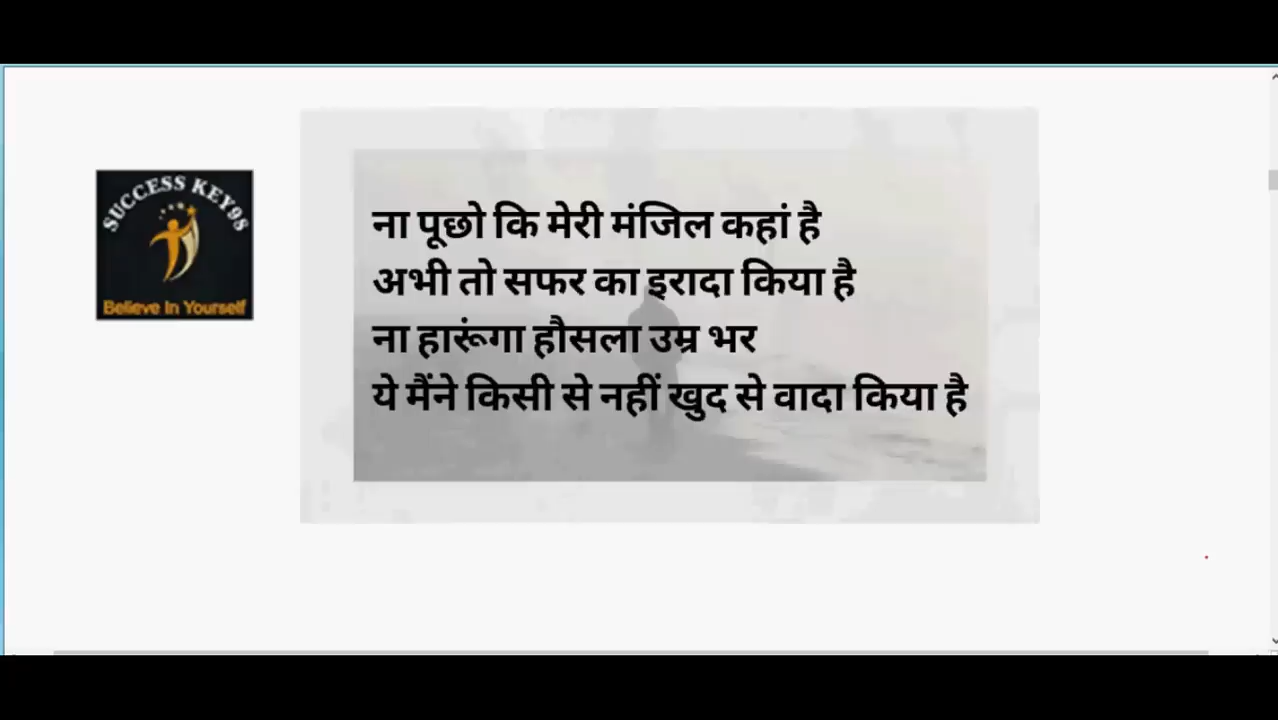 SUCCESS KEY98
Believe In Yourself
ना पूछो कि मेरी मंजिल कहां है
अभी तो सफर का इरादा किया है
ना हारूंगा हौसला उम्र भर
ये मैंने किसी से नहीं खुद से वादा किया है